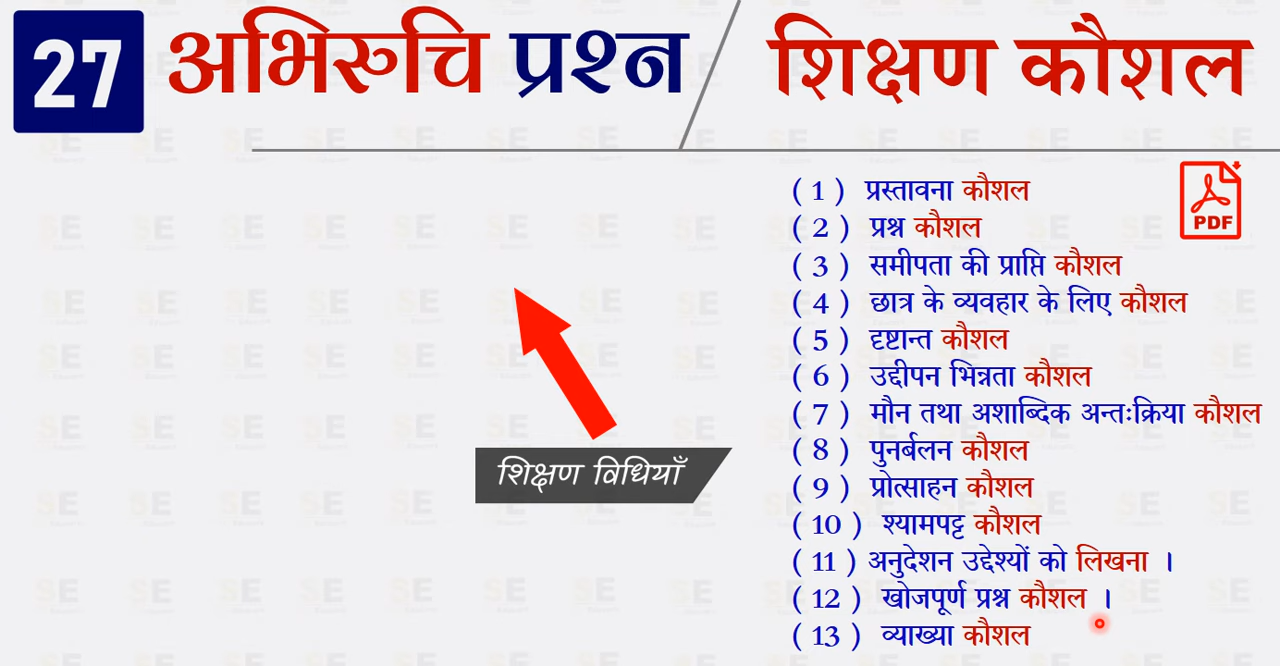 27 अभिरुचि प्रश्न / शिक्षण कौशल
PDF
( 1 ) प्रस्तावना कौशल
( 2 ) प्रश्न कौशल
( 3 ) समीपता की प्राप्ति कौशल
( 4 ) छात्र के व्यवहार के लिए कौशल
( 5 ) दृष्टान्त कौशल
( 6 ) उद्दीपन भिन्नता कौशल
( 7 ) मौन तथा अशाब्दिक अन्तःक्रिया कौशल
( 8 ) पुनर्बलन कौशल
( 9 ) प्रोत्साहन कौशल
( 10 ) श्यामपट्ट कौशल
( 11 ) अनुदेशन उद्देश्यों को लिखना ।
( 12 ) खोजपूर्ण प्रश्न कौशल ।
( 13 ) व्याख्या कौशल
शिक्षण विधियाँ